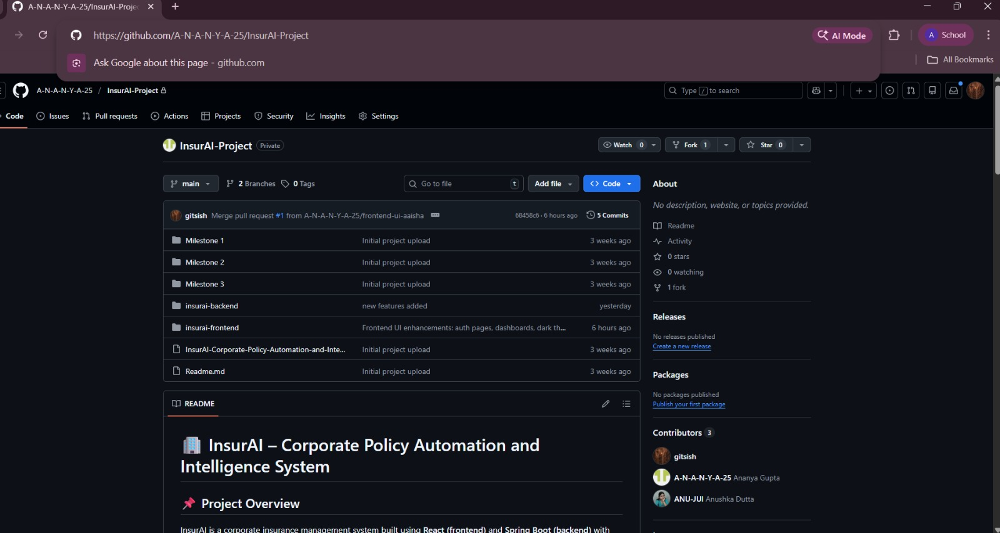 A-N-A-N-Y-A-25/InsurAI-Projec
https://github.com/A-N-A-N-Y-A-25/InsurAI-Project
AI Mode
A School
Ask Google about this page - github.com
All Bookmarks
A-N-A-N-Y-A-25 / InsurAI-Project
Type / to search
Code Issues Pull requests Actions Projects Security Insights Settings
InsurAI-Project Private
Watch 0 Fork 1 Star 0
main 2 Branches 0 Tags
Go to file t Add file Code
gitsish Merge pull request #1 from A-N-A-N-Y-A-25/frontend-ui-aaisha 68458c6 · 6 hours ago 5 Commits
Milestone 1 Initial project upload 3 weeks ago
Milestone 2 Initial project upload 3 weeks ago
Milestone 3 Initial project upload 3 weeks ago
insurai-backend new features added yesterday
insurai-frontend Frontend UI enhancements: auth pages, dashboards, dark th... 6 hours ago
InsurAI-Corporate-Policy-Automation-and-Inte... Initial project upload 3 weeks ago
Readme.md Initial project upload 3 weeks ago
README
InsurAI – Corporate Policy Automation and
Intelligence System
Project Overview
InsurAI is a corporate insurance management system built using React (frontend) and Spring Boot (backend) with
About
No description, website, or topics provided.
Readme
Activity
0 stars
0 watching
1 fork
Releases
No releases published
Create a new release
Packages
No packages published
Publish your first package
Contributors 3
gitsish
A-N-A-N-Y-A-25 Ananya Gupta
ANU-JUI Anushka Dutta